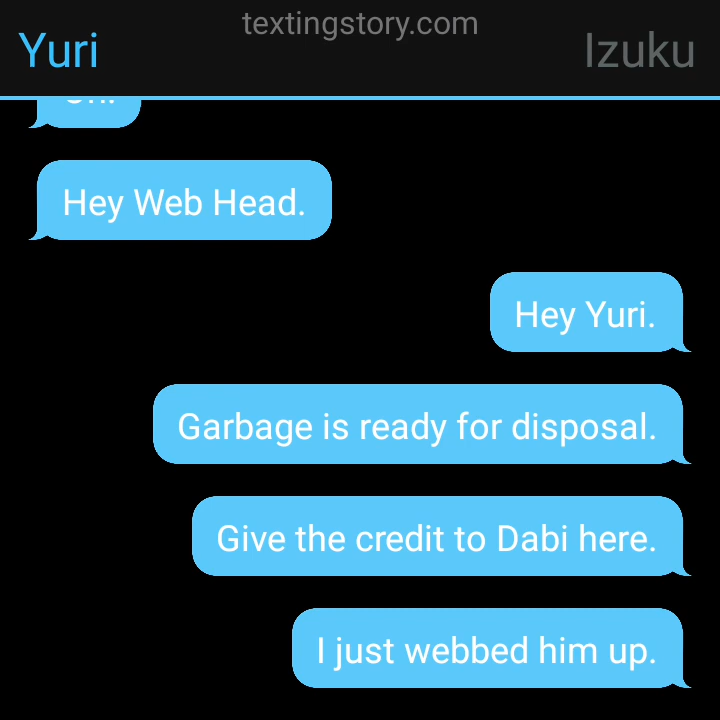 textingstory.com
Yuri
Izuku
Hey Web Head.
Hey Yuri.
Garbage is ready for disposal.
Give the credit to Dabi here.
I just webbed him up.